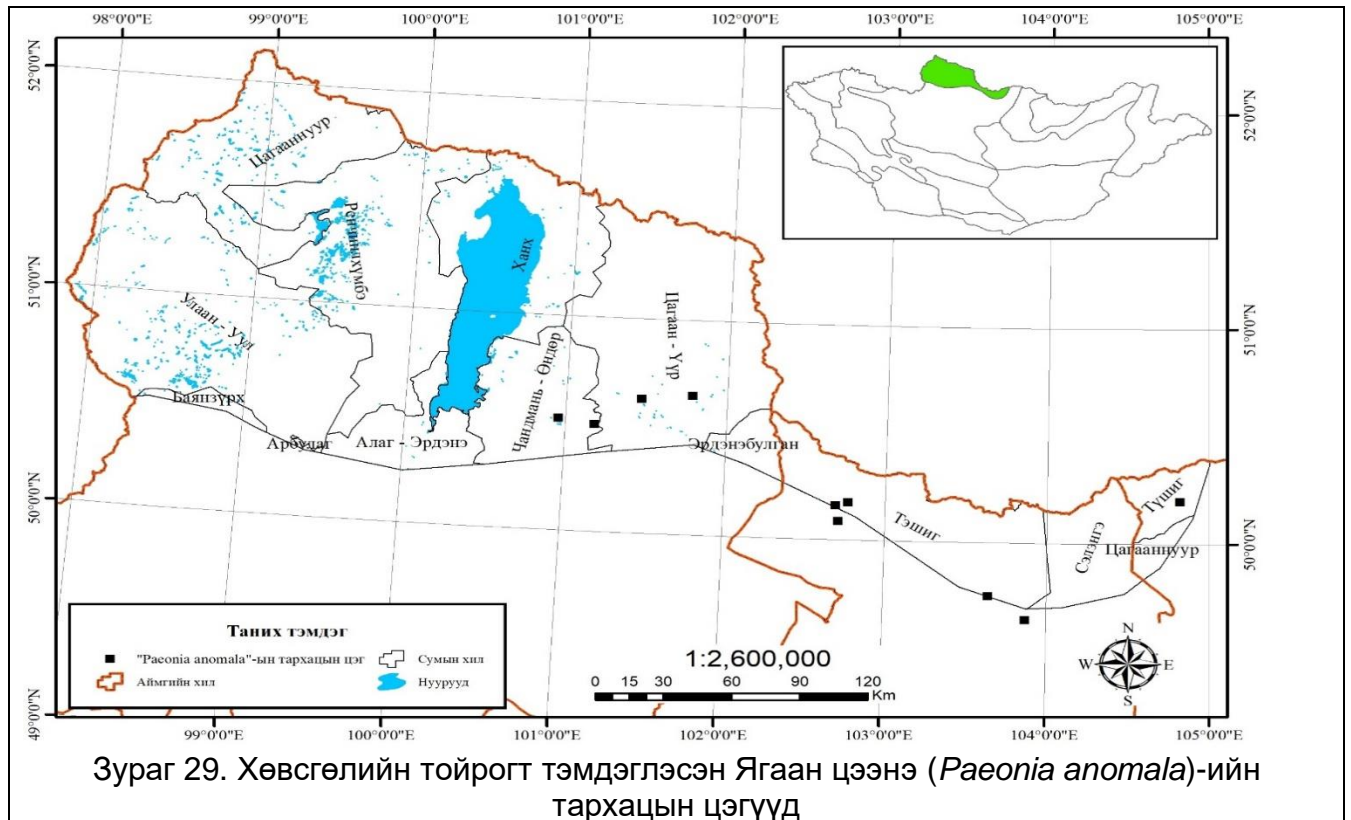 98°0'0"E 99°0'0"E 100°0'0"E 101°0'0"E 102°0'0"E 103°0'0"E 104°0'0"E 105°0'0"E
52°0'0"N
52°0'0"N
Цагааннуур
Ренчинлхүмбэ
Ханх
51°0'0"N
51°0'0"N
Улаан - Уул
Цагаан - Үүр
Чандмань - Өндөр
Баянзүрх
Арбулаг
Алаг - Эрдэнэ
Эрдэнэбулган
50°0'0"N
50°0'0"N
Тэшиг
Сэлэнгэ
Түшиг
Цагааннуур
Таних тэмдэг
"Paeonia anomala"-ын тархацын цэг
Сумын хил
Аймгийн хил
Нуурууд
1:2,600,000
0 15 30 60 90 120
Km
N
W E
S
49°0'0"N
99°0'0"E 100°0'0"E 101°0'0"E 102°0'0"E 103°0'0"E 104°0'0"E 105°0'0"E
Зураг 29. Хөвсгөлийн тойрогт тэмдэглэсэн Ягаан цээнэ (Paeonia anomala)-ийн
тархацын цэгүүд